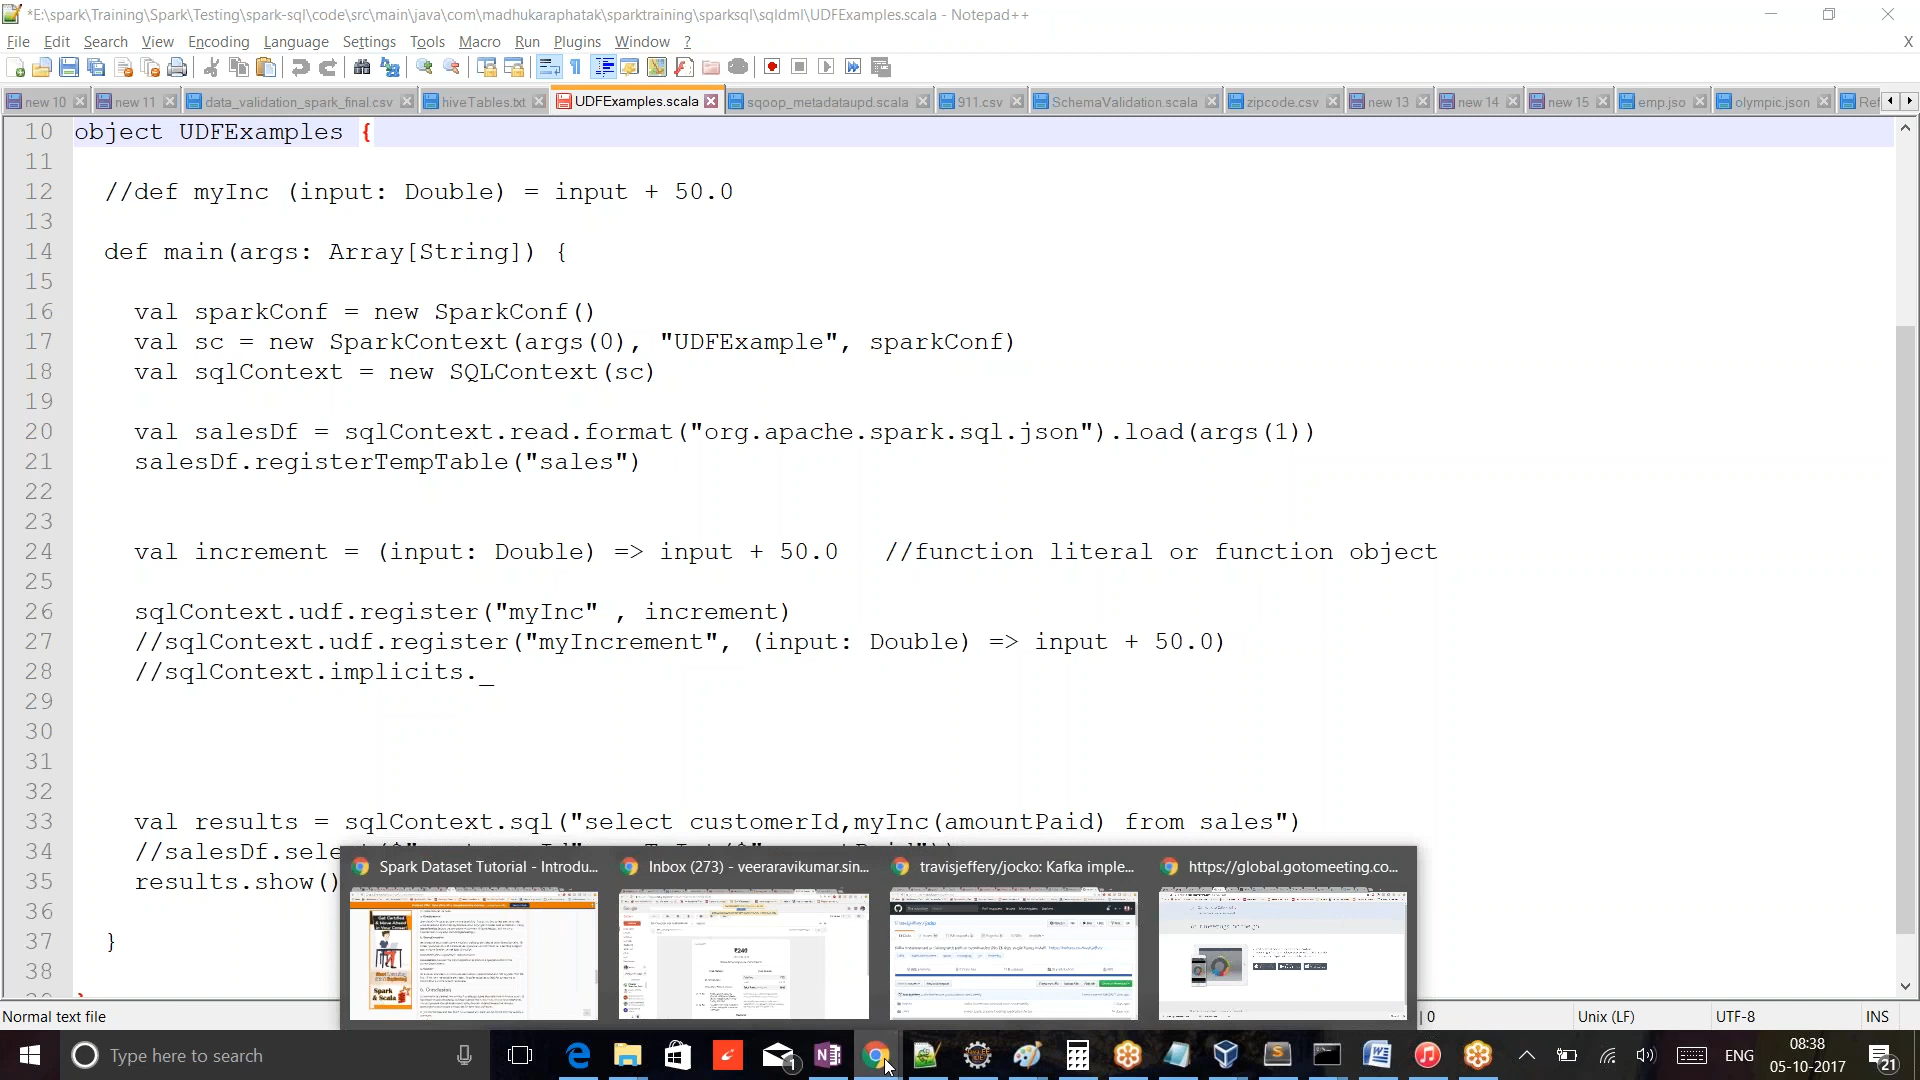 *E:\spark\Training\Spark\Testing\spark-sql\code\src\main\java\com\madhukaraphatak\sparktraining\sparksql\sqldml\UDFExamples.scala - Notepad++
File Edit Search View Encoding Language Settings Tools Macro Run Plugins Window ? X
new 10 new 11 data_validation_spark_final.csv hiveTables.txt UDFExamples.scala sqoop_metadataupd.scala 911.csv SchemaValidation.scala zipcode.csv new 13 new 14 new 15 emp.jso olympic.json Ref
10 object UDFExamples {
11
12 //def myInc (input: Double) = input + 50.0
13
14 def main(args: Array[String]) {
15
16 val sparkConf = new SparkConf()
17 val sc = new SparkContext(args(0), "UDFExample", sparkConf)
18 val sqlContext = new SQLContext(sc)
19
20 val salesDf = sqlContext.read.format("org.apache.spark.sql.json").load(args(1))
21 salesDf.registerTempTable("sales")
22
23
24 val increment = (input: Double) => input + 50.0 //function literal or function object
25
26 sqlContext.udf.register("myInc" , increment)
27 //sqlContext.udf.register("myIncrement", (input: Double) => input + 50.0)
28 //sqlContext.implicits._
29
30
31
32
33 val results = sqlContext.sql("select customerId,myInc(amountPaid) from sales")
34 //salesDf.sele
35 results.show()
36
37 }
38
Spark Dataset Tutorial - Introdu... Inbox (273) - veeraravikumar.sin... travisjeffery/jocko: Kafka imple... https://global.gotomeeting.co...
Get Certified
Spark
& Scala
₹240
Normal text file 0 Unix (LF) UTF-8 INS
Type here to search 1 ENG 08:38 21
05-10-2017